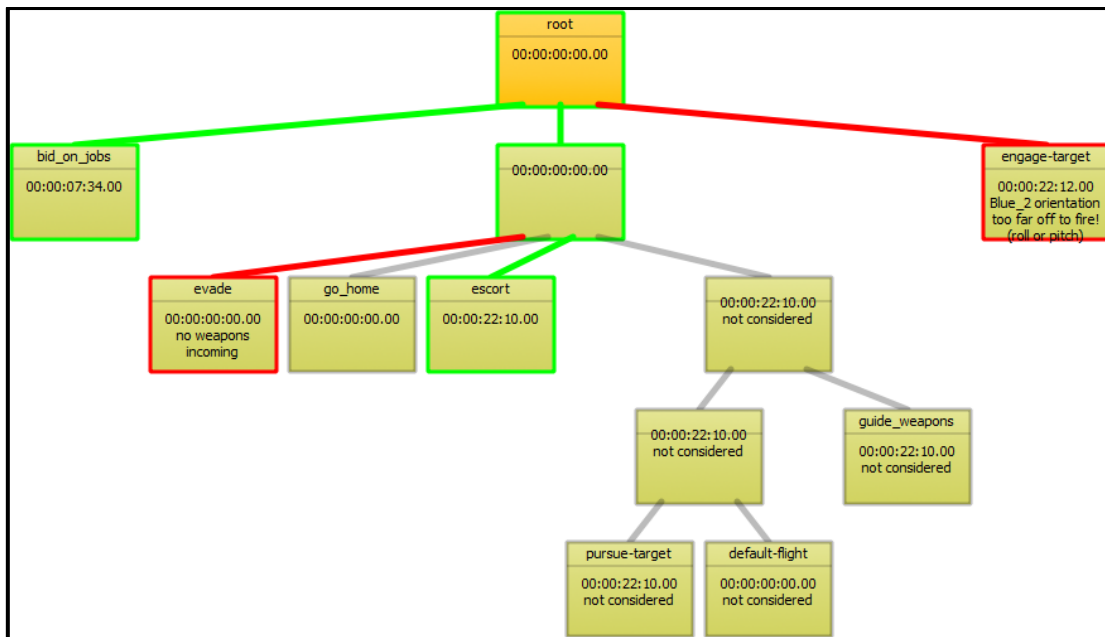 root
00:00:00:00.00
bid_on_jobs
00:00:07:34.00
00:00:00:00.00
engage-target
00:00:22:12.00
Blue_2 orientation
too far off to fire!
(roll or pitch)
evade
00:00:00:00.00
no weapons
incoming
go_home
00:00:00:00.00
escort
00:00:22:10.00
00:00:22:10.00
not considered
00:00:22:10.00
not considered
guide_weapons
00:00:22:10.00
not considered
pursue-target
00:00:22:10.00
not considered
default-flight
00:00:00:00.00
not considered